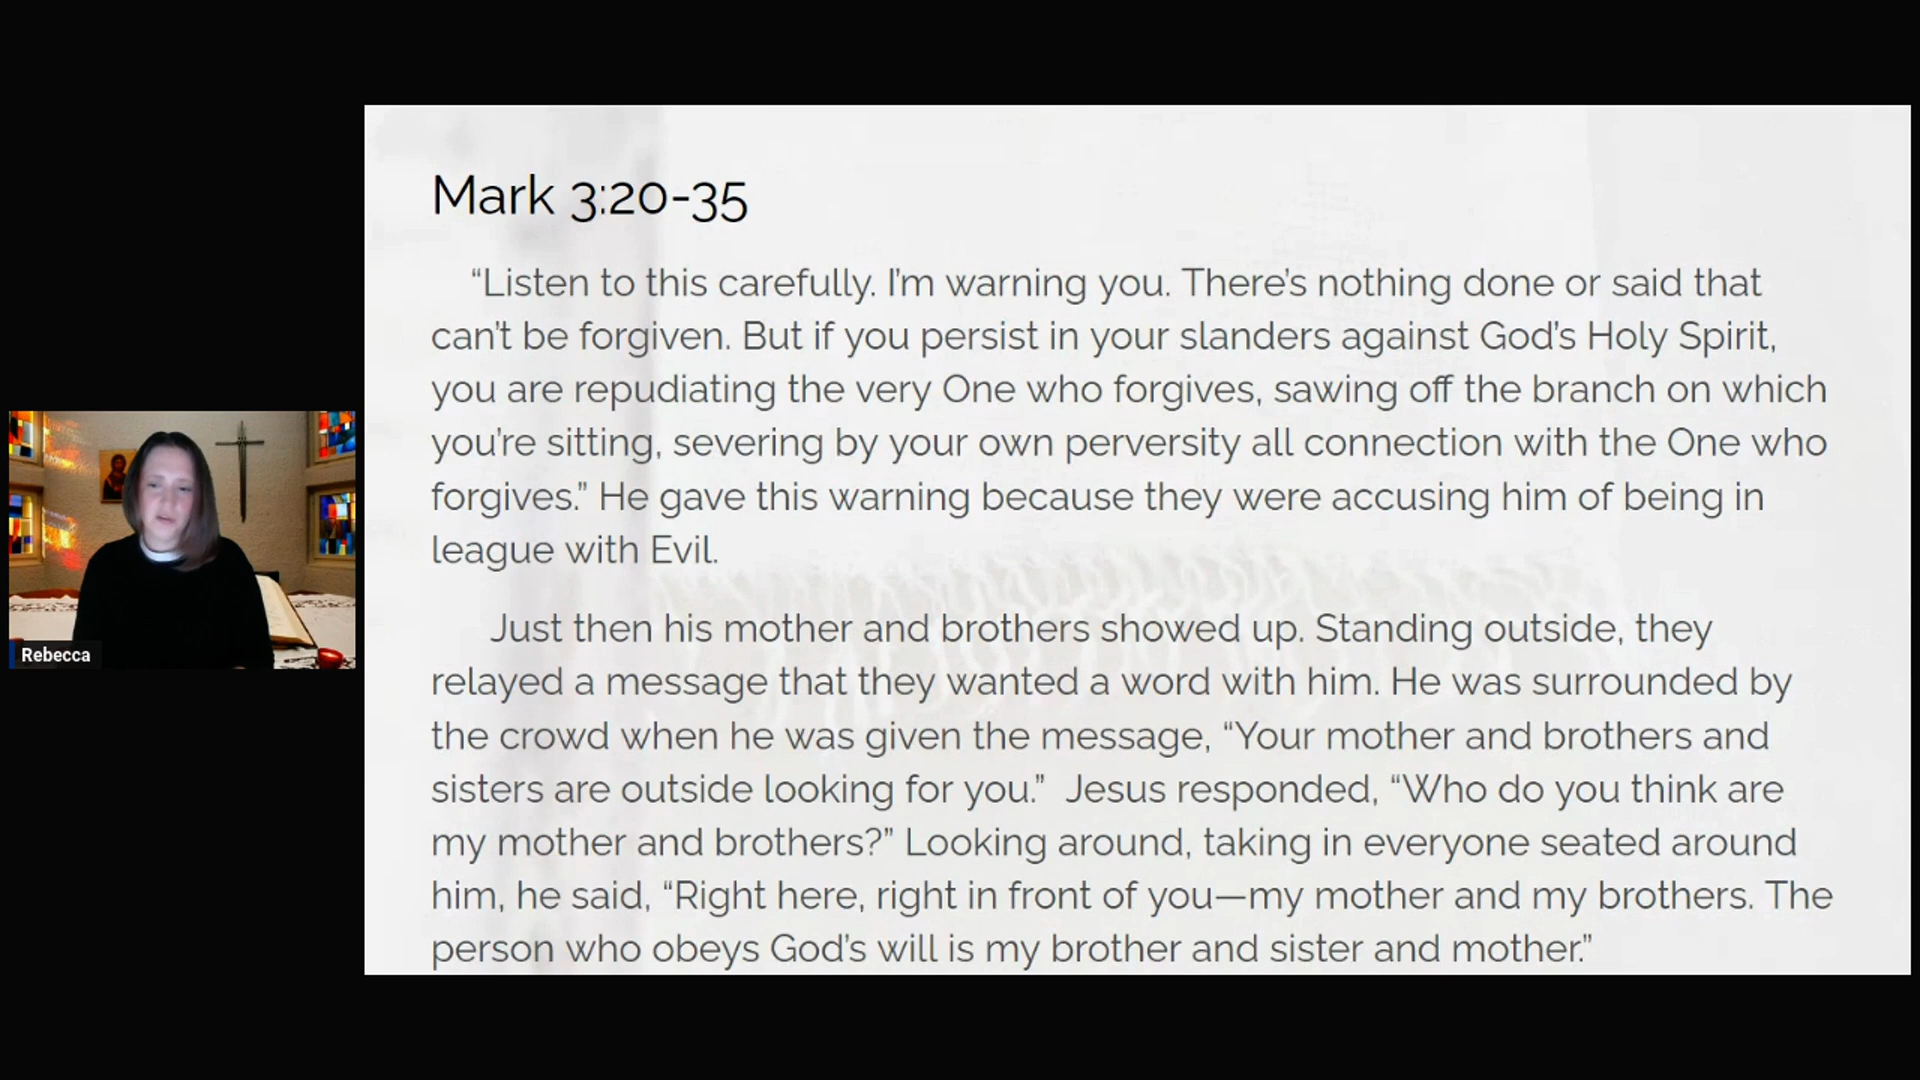 Mark 3:20-35
“Listen to this carefully. I’m warning you. There’s nothing done or said that
can’t be forgiven. But if you persist in your slanders against God’s Holy Spirit,
you are repudiating the very One who forgives, sawing off the branch on which
you’re sitting, severing by your own perversity all connection with the One who
forgives.” He gave this warning because they were accusing him of being in
league with Evil.
Just then his mother and brothers showed up. Standing outside, they
relayed a message that they wanted a word with him. He was surrounded by
the crowd when he was given the message, “Your mother and brothers and
sisters are outside looking for you.”  Jesus responded, “Who do you think are
my mother and brothers?” Looking around, taking in everyone seated around
him, he said, “Right here, right in front of you—my mother and my brothers. The
person who obeys God’s will is my brother and sister and mother.”
Rebecca